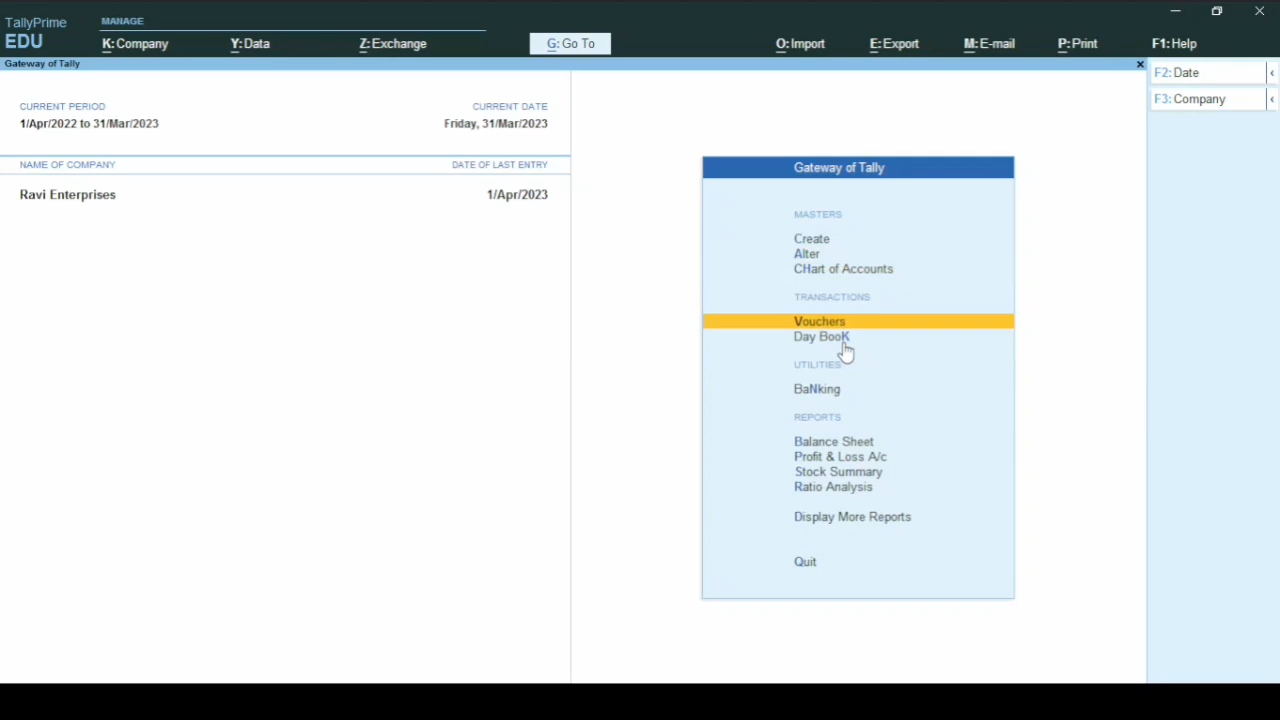 TallyPrime
EDU
MANAGE
K: Company
Y: Data
Z: Exchange
G: Go To
O: Import
E: Export
M: E-mail
P: Print
F1: Help
Gateway of Tally
x
F2: Date
<
F3: Company
<
CURRENT PERIOD
CURRENT DATE
1/Apr/2022 to 31/Mar/2023
Friday, 31/Mar/2023
NAME OF COMPANY
DATE OF LAST ENTRY
Ravi Enterprises
1/Apr/2023
Gateway of Tally
MASTERS
Create
Alter
CHart of Accounts
TRANSACTIONS
Vouchers
Day BooK
UTILITIES
BaNking
REPORTS
Balance Sheet
Profit & Loss A/c
Stock Summary
Ratio Analysis
Display More Reports
Quit